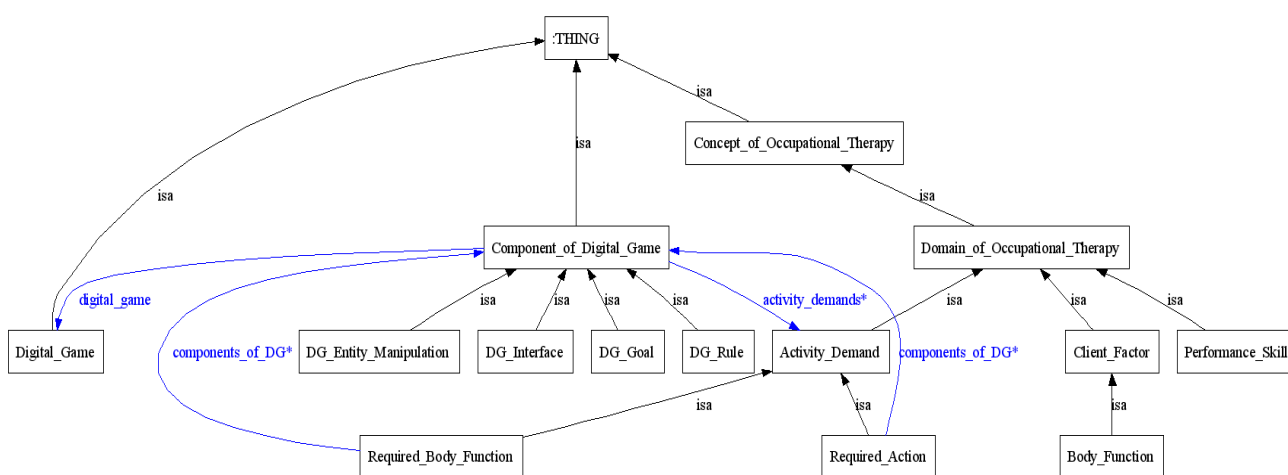 :THING
isa
Concept_of_Occupational_Therapy
isa
isa
isa
Component_of_Digital_Game
Domain_of_Occupational_Therapy
digital_game
isa
isa
isa
isa
activity_demands*
isa
isa
isa
components_of_DG*
components_of_DG*
Digital_Game
DG_Entity_Manipulation
DG_Interface
DG_Goal
DG_Rule
Activity_Demand
Client_Factor
Performance_Skill
isa
isa
isa
Required_Body_Function
Required_Action
Body_Function